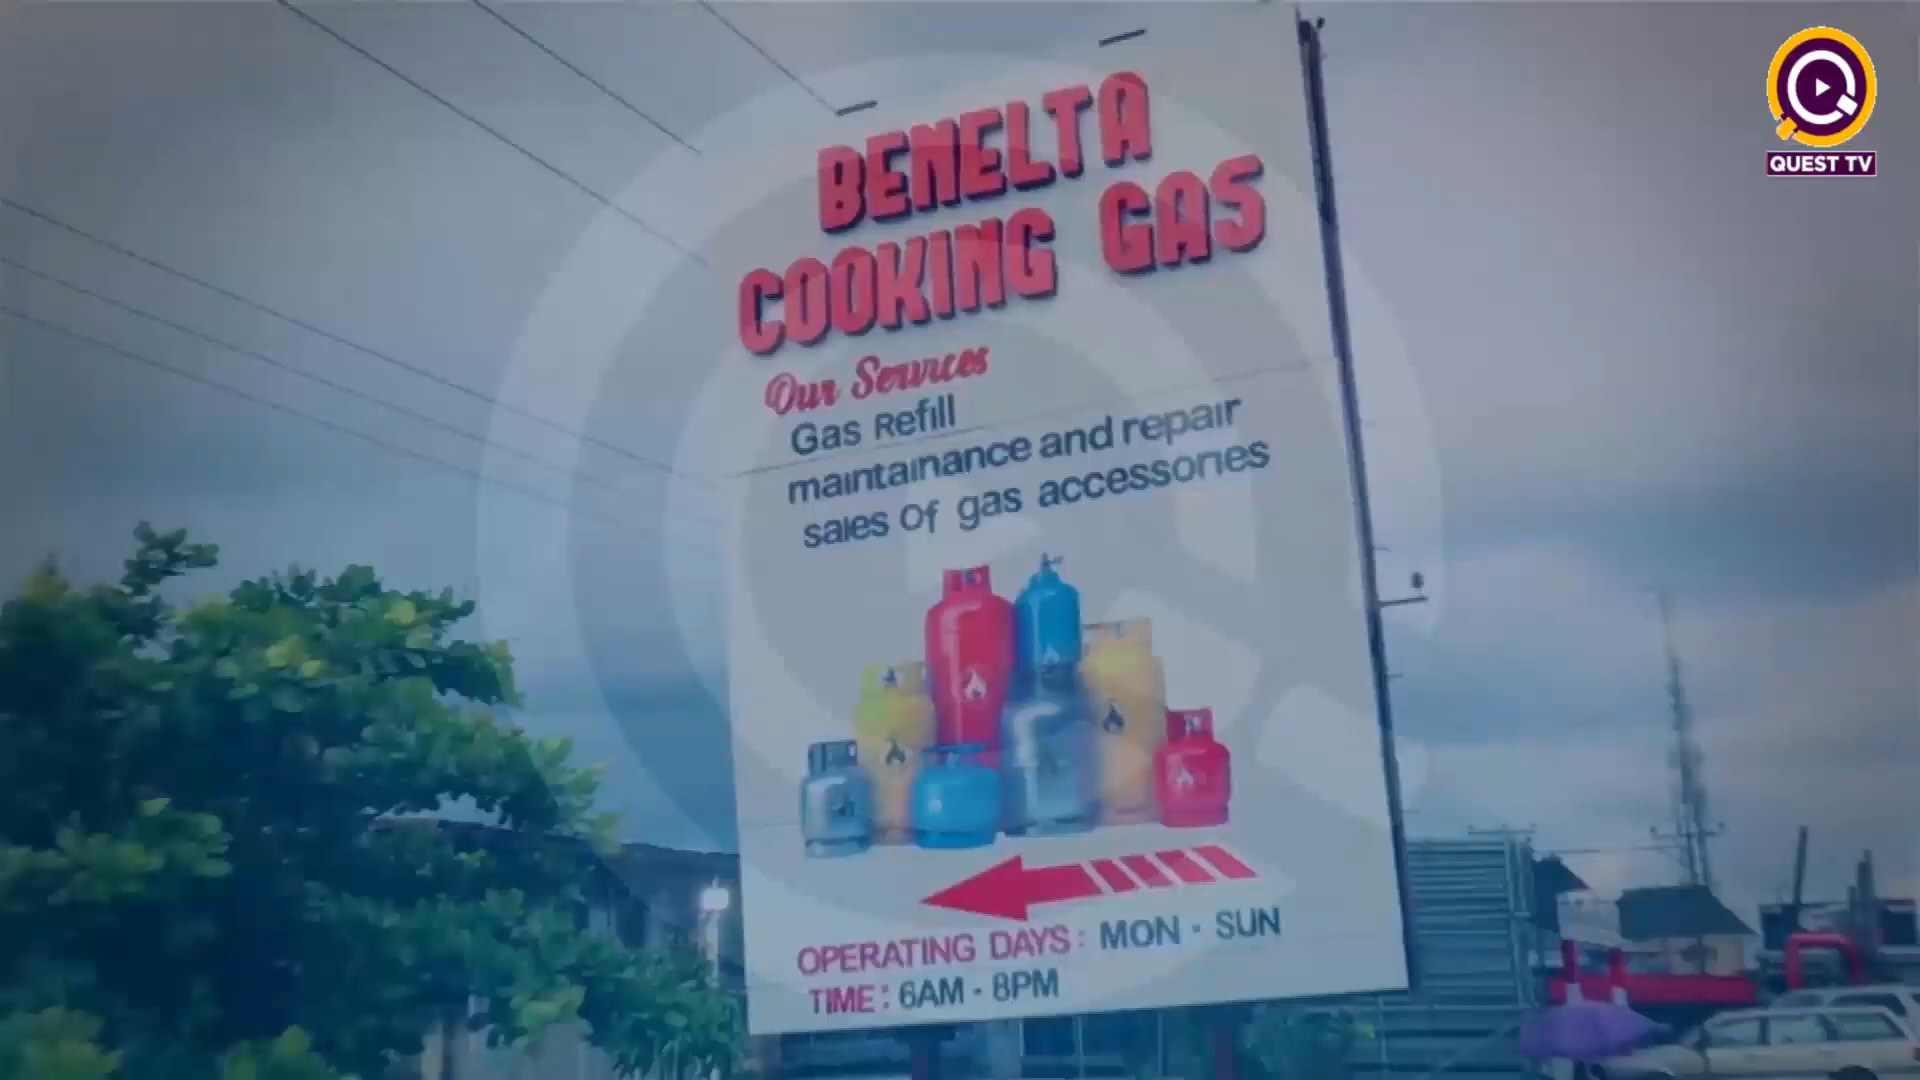 QUEST TV
BENELTA
COOKING GAS
Our Services
Gas Refill
maintainance and repair
sales Of gas accessories
OPERATING DAYS: MON - SUN
TIME: 6AM - 8PM